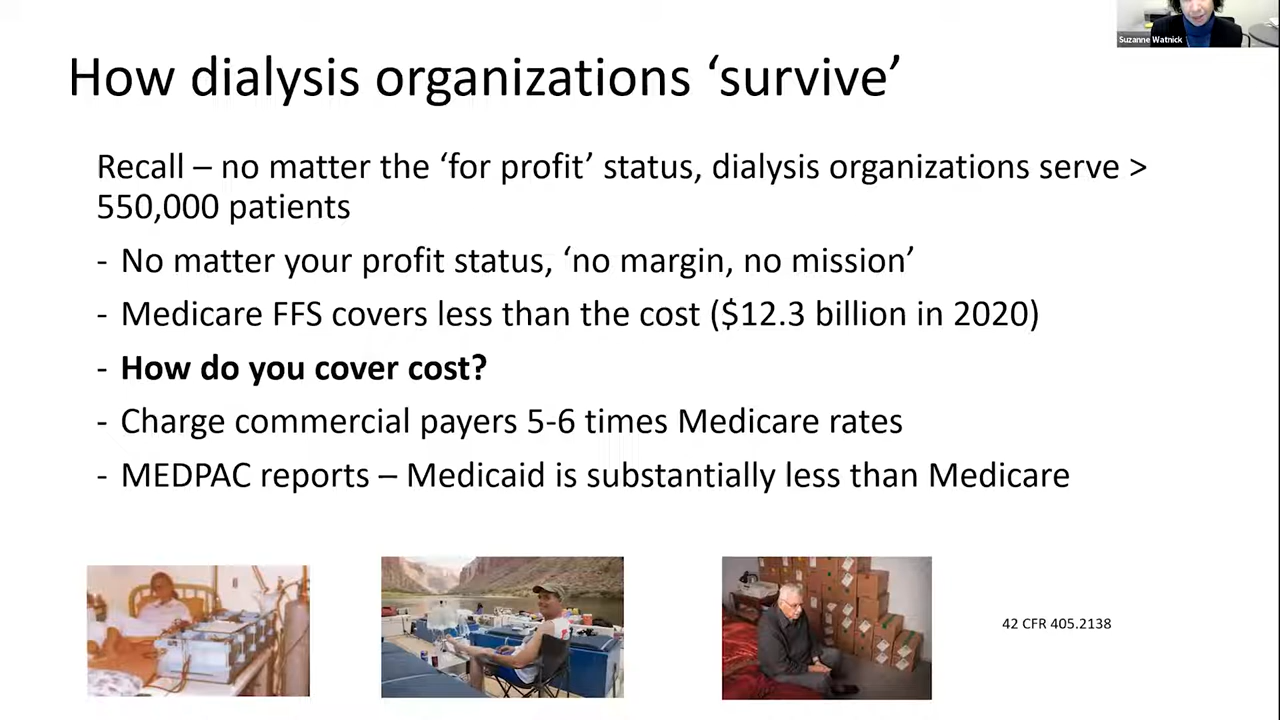 Suzanne Watnick
How dialysis organizations ‘survive’
Recall – no matter the ‘for profit’ status, dialysis organizations serve >
550,000 patients
- No matter your profit status, ‘no margin, no mission’
- Medicare FFS covers less than the cost ($12.3 billion in 2020)
- How do you cover cost?
- Charge commercial payers 5-6 times Medicare rates
- MEDPAC reports – Medicaid is substantially less than Medicare
42 CFR 405.2138